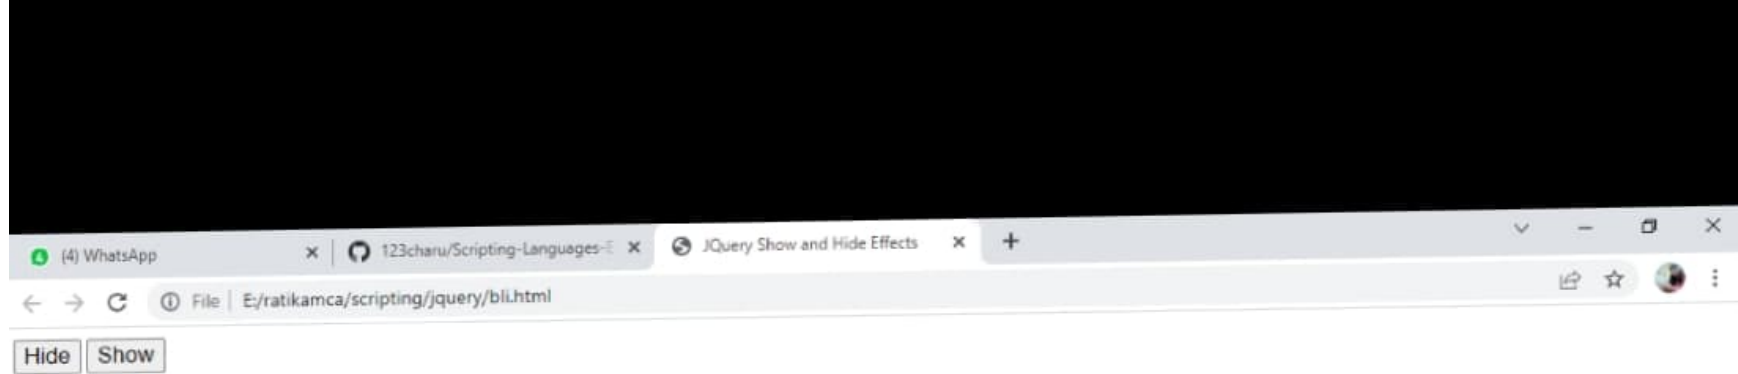 (4) WhatsApp 123charu/Scripting-Languages-E JQuery Show and Hide Effects
File E:/ratikamca/scripting/jquery/bli.html
Hide Show